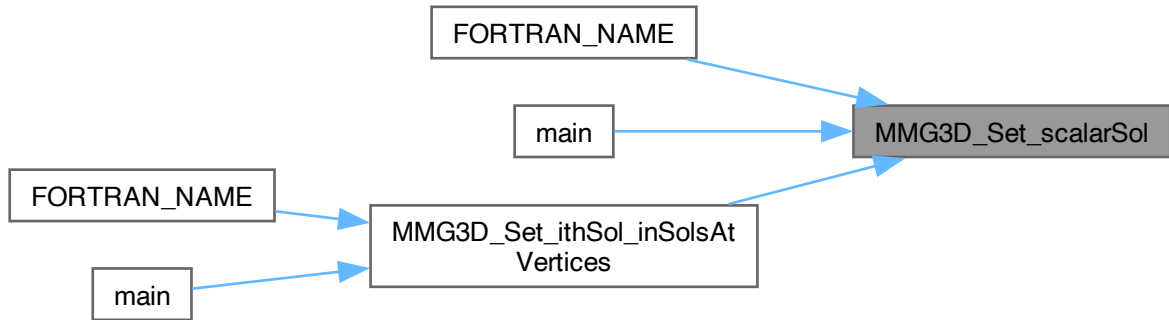 FORTRAN_NAME
main
MMG3D_Set_scalarSol
FORTRAN_NAME
MMG3D_Set_ithSol_inSolsAt
Vertices
main